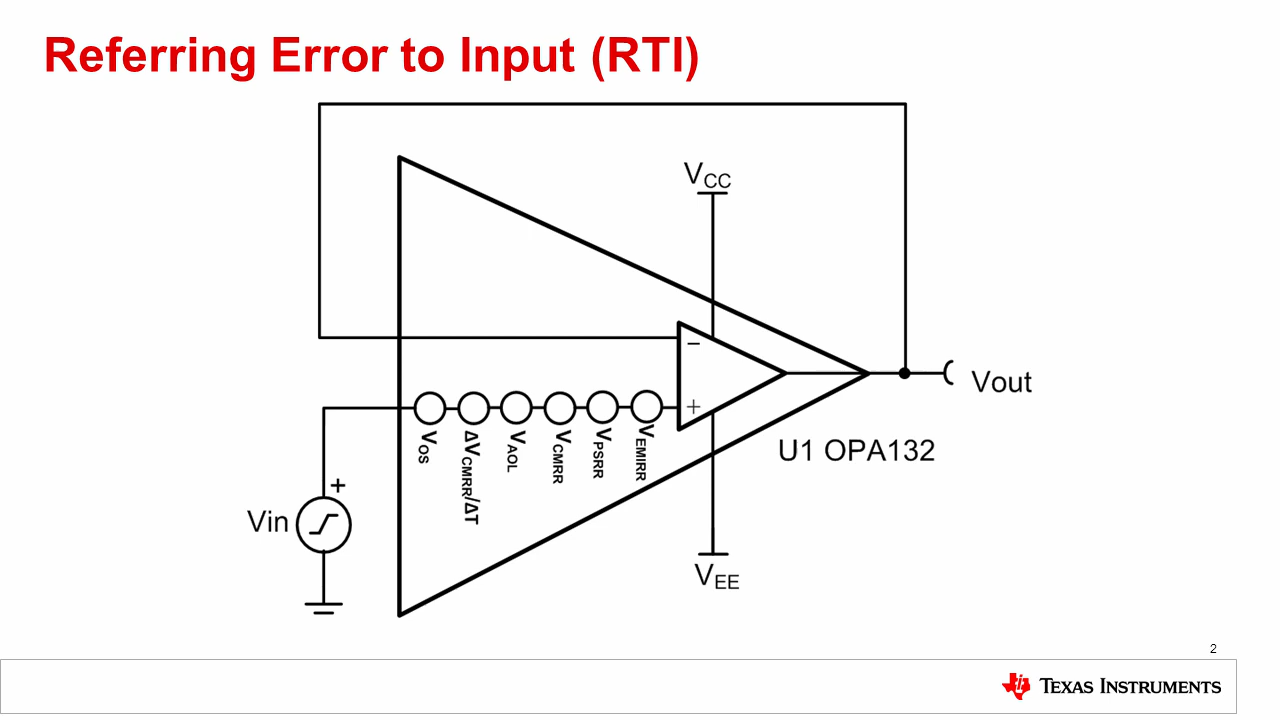 Referring Error to Input (RTI)
VCC
−
+
VOS
ΔVCMRR/ΔT
VAOL
VCMRR
VPSRR
VEMIRR
Vout
U1 OPA132
+
Vin
VEE
2
TEXAS INSTRUMENTS